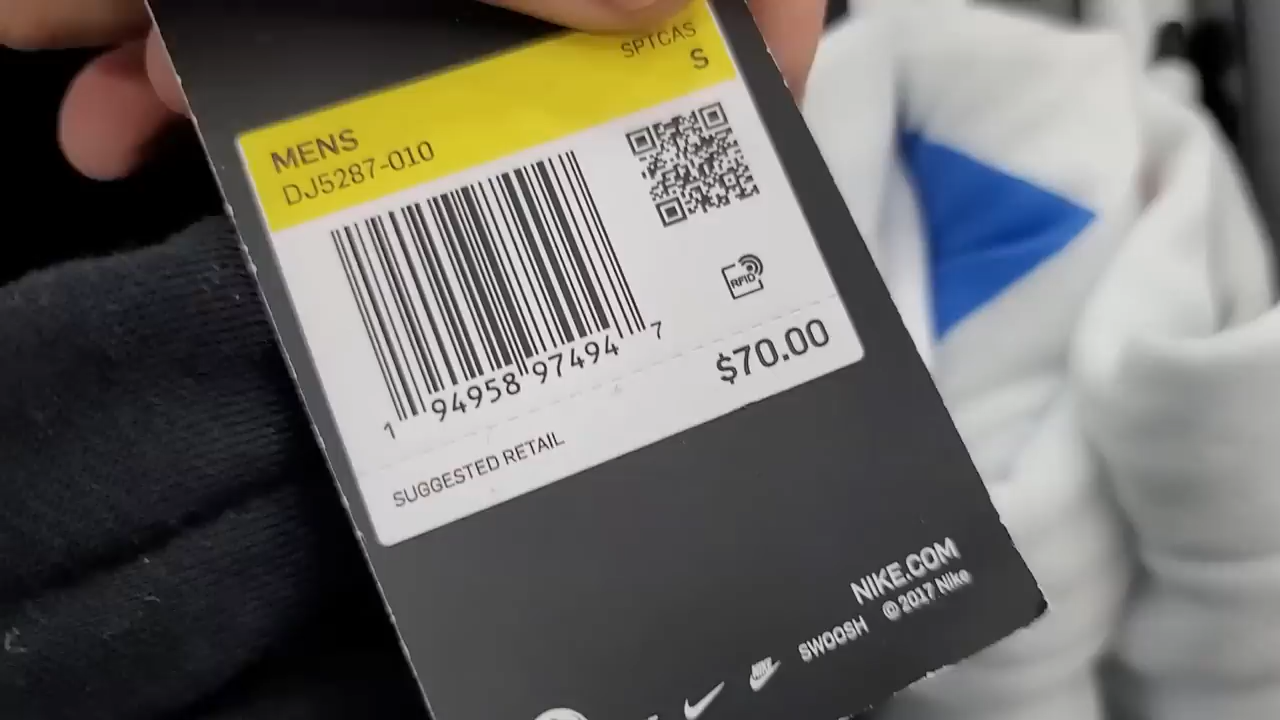 SPTCAS
S
MENS
DJ5287-010
RFID
1 94958 97494 7
$70.00
SUGGESTED RETAIL
NIKE.COM
© 2017 Nike
SWOOSH
NIKE